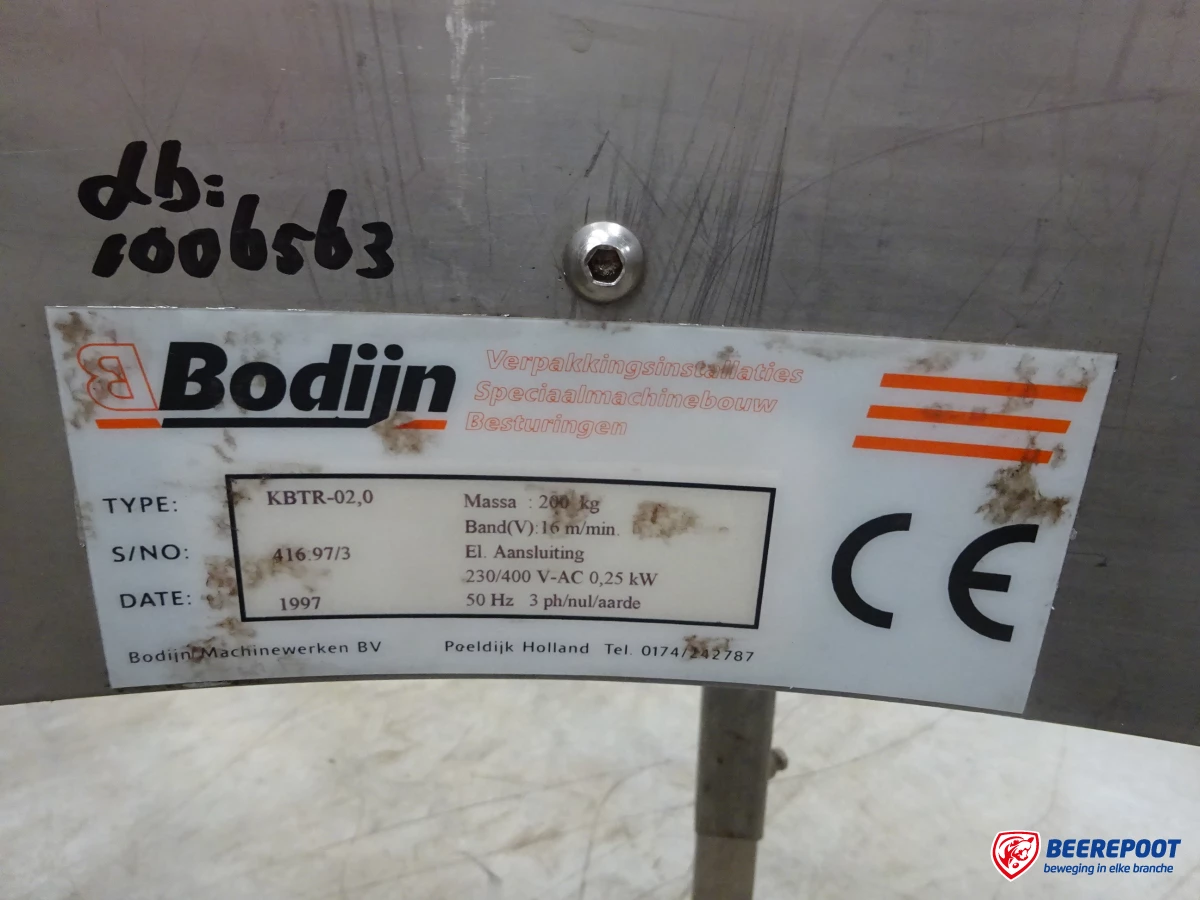 db:
1006563
B Bodijn
Verpakkingsinstallaties
Speciaalmachinebouw
Besturingen
TYPE: KBTR-02,0
S/NO: 416.97/3
DATE: 1997
Massa : 200 kg
Band(V):16 m/min.
El. Aansluiting
230/400 V-AC 0,25 kW
50 Hz 3 ph/nul/aarde
CE
Bodijn Machinewerken BV Poeldijk Holland Tel. 0174/242787
BEEREPOOT
beweging in elke branche